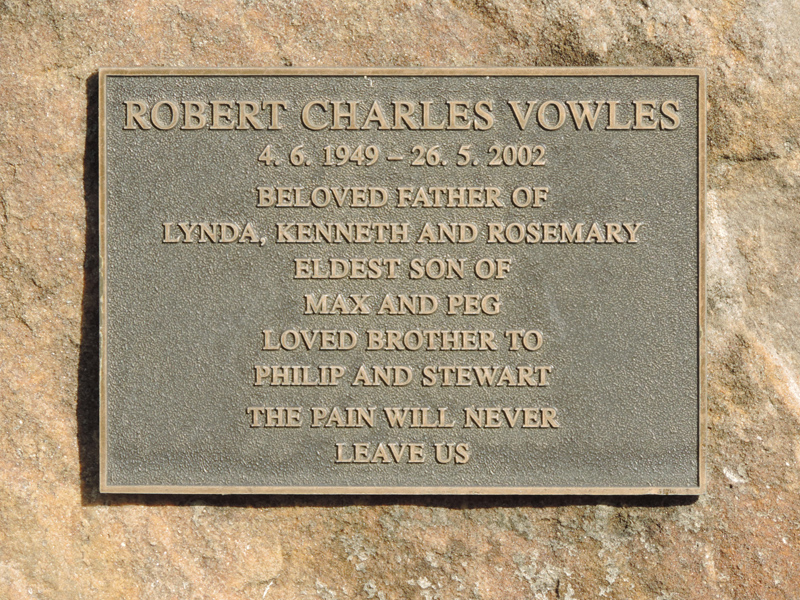 ROBERT CHARLES VOWLES
4. 6. 1949 – 26. 5. 2002
BELOVED FATHER OF
LYNDA, KENNETH AND ROSEMARY
ELDEST SON OF
MAX AND PEG
LOVED BROTHER TO
PHILIP AND STEWART
THE PAIN WILL NEVER
LEAVE US